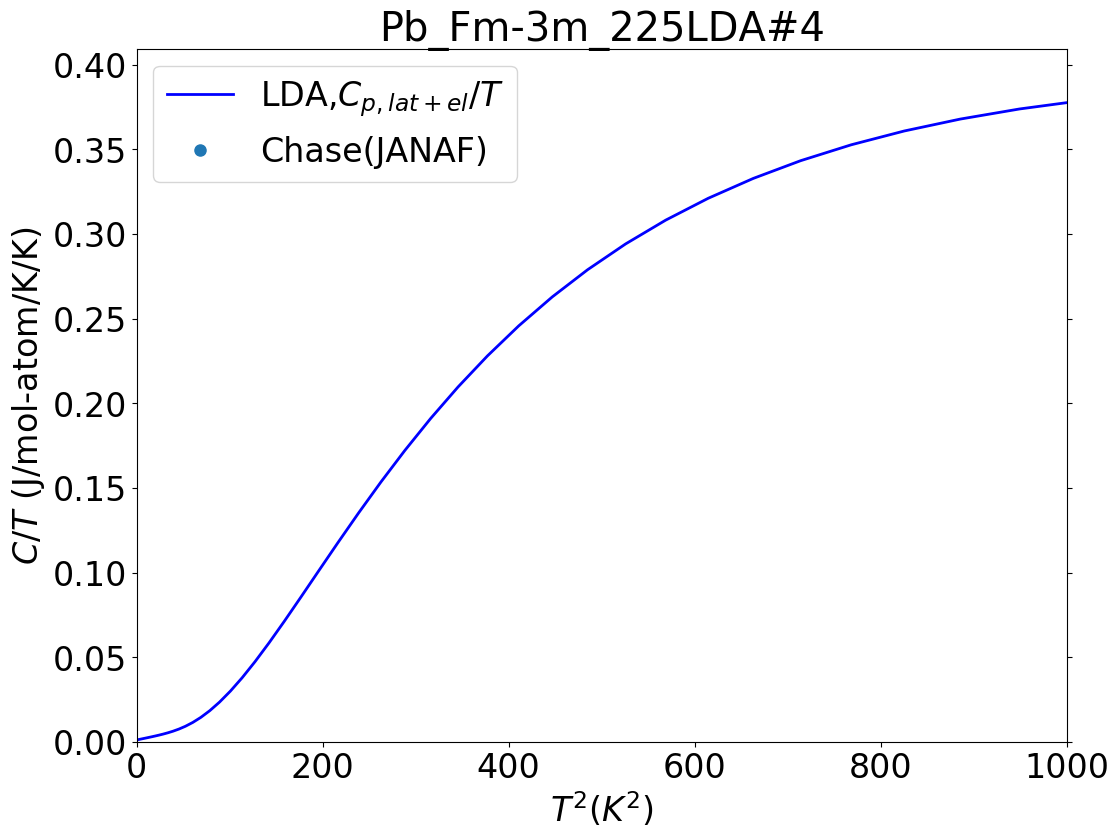 Pb_Fm-3m_225LDA#4
LDA,C_{p, lat+el}/T
Chase(JANAF)
0.40
0.35
0.30
0.25
0.20
0.15
0.10
0.05
0.00
C/T (J/mol-atom/K/K)
0 200 400 600 800 1000
T^2(K^2)